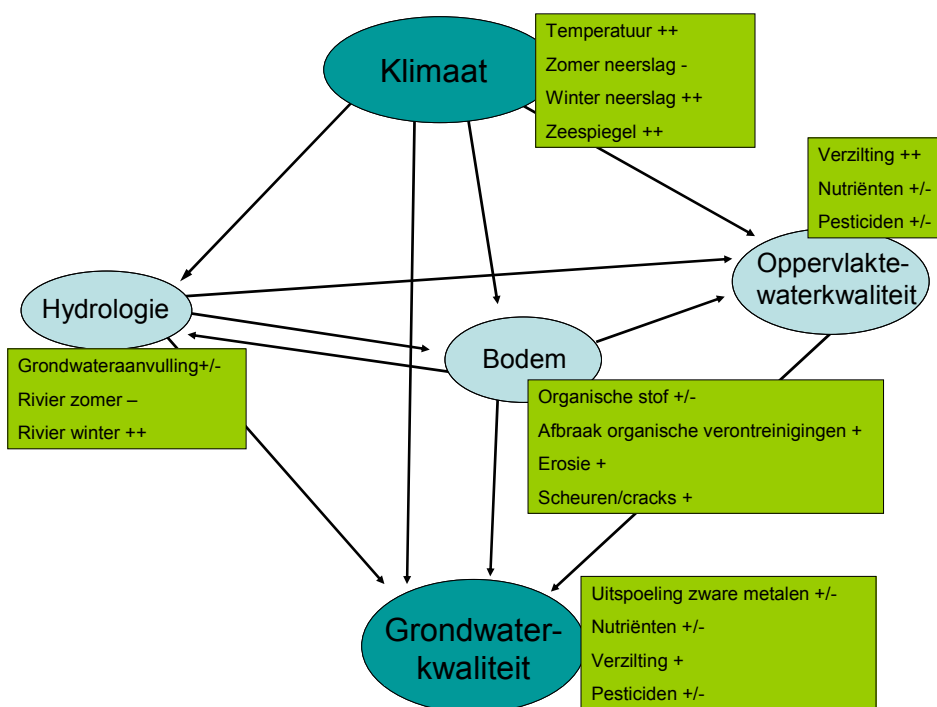 Klimaat
Temperatuur ++
Zomer neerslag -
Winter neerslag ++
Zeespiegel ++
Verzilting ++
Nutriënten +/-
Pesticiden +/-
Oppervlakte-
waterkwaliteit
Hydrologie
Grondwateraanvulling+/-
Rivier zomer –
Rivier winter ++
Bodem
Organische stof +/-
Afbraak organische verontreinigingen +
Erosie +
Scheuren/cracks +
Grondwater-
kwaliteit
Uitspoeling zware metalen +/-
Nutriënten +/-
Verzilting +
Pesticiden +/-